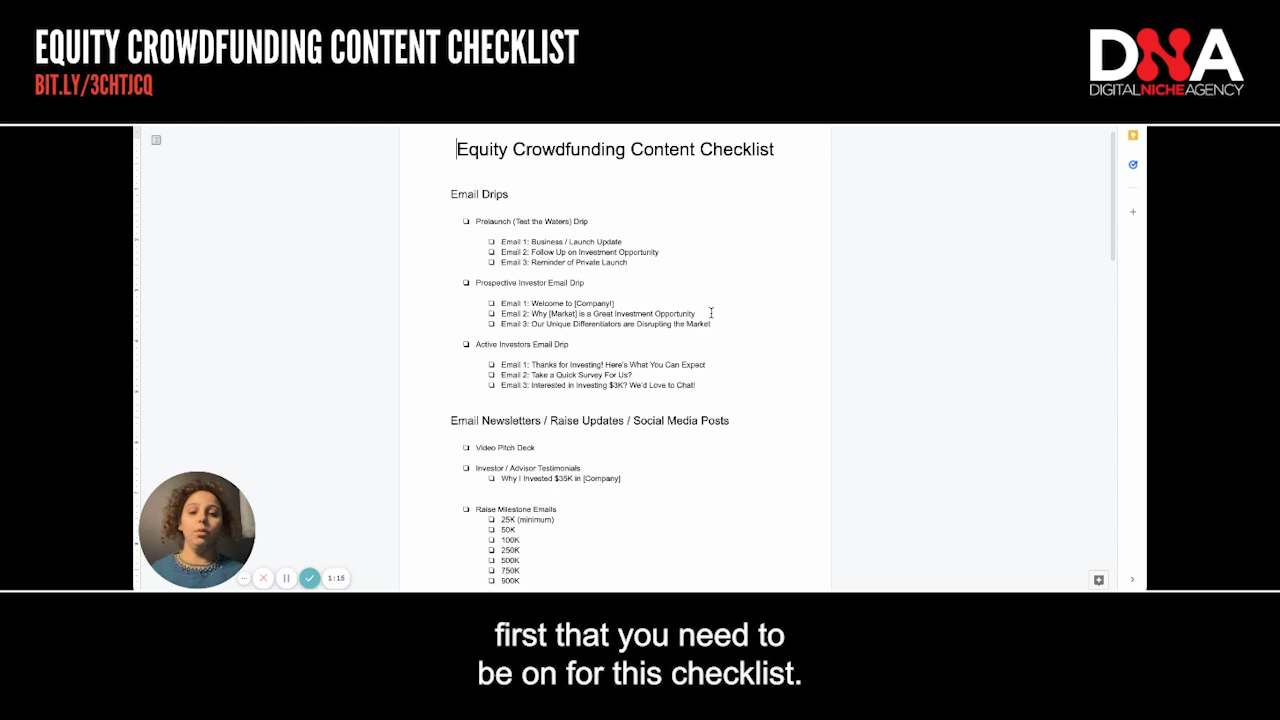 EQUITY CROWDFUNDING CONTENT CHECKLIST
BIT.LY/3CHTJCQ
DNA
DIGITALNICHEAGENCY
Equity Crowdfunding Content Checklist
Email Drips
Prelaunch (Test the Waters) Drip
Email 1: Business / Launch Update
Email 2: Follow Up on Investment Opportunity
Email 3: Reminder of Private Launch
Prospective Investor Email Drip
Email 1: Welcome to [Company!]
Email 2: Why [Market] is a Great Investment Opportunity
Email 3: Our Unique Differentiators are Disrupting the Market
Active Investors Email Drip
Email 1: Thanks for Investing! Here's What You Can Expect
Email 2: Take a Quick Survey For Us?
Email 3: Interested in Investing $3K? We'd Love to Chat!
Email Newsletters / Raise Updates / Social Media Posts
Video Pitch Deck
Investor / Advisor Testimonials
Why I Invested $35K in [Company]
Raise Milestone Emails
25K (minimum)
50K
100K
250K
500K
750K
900K
1:15
first that you need to
be on for this checklist.